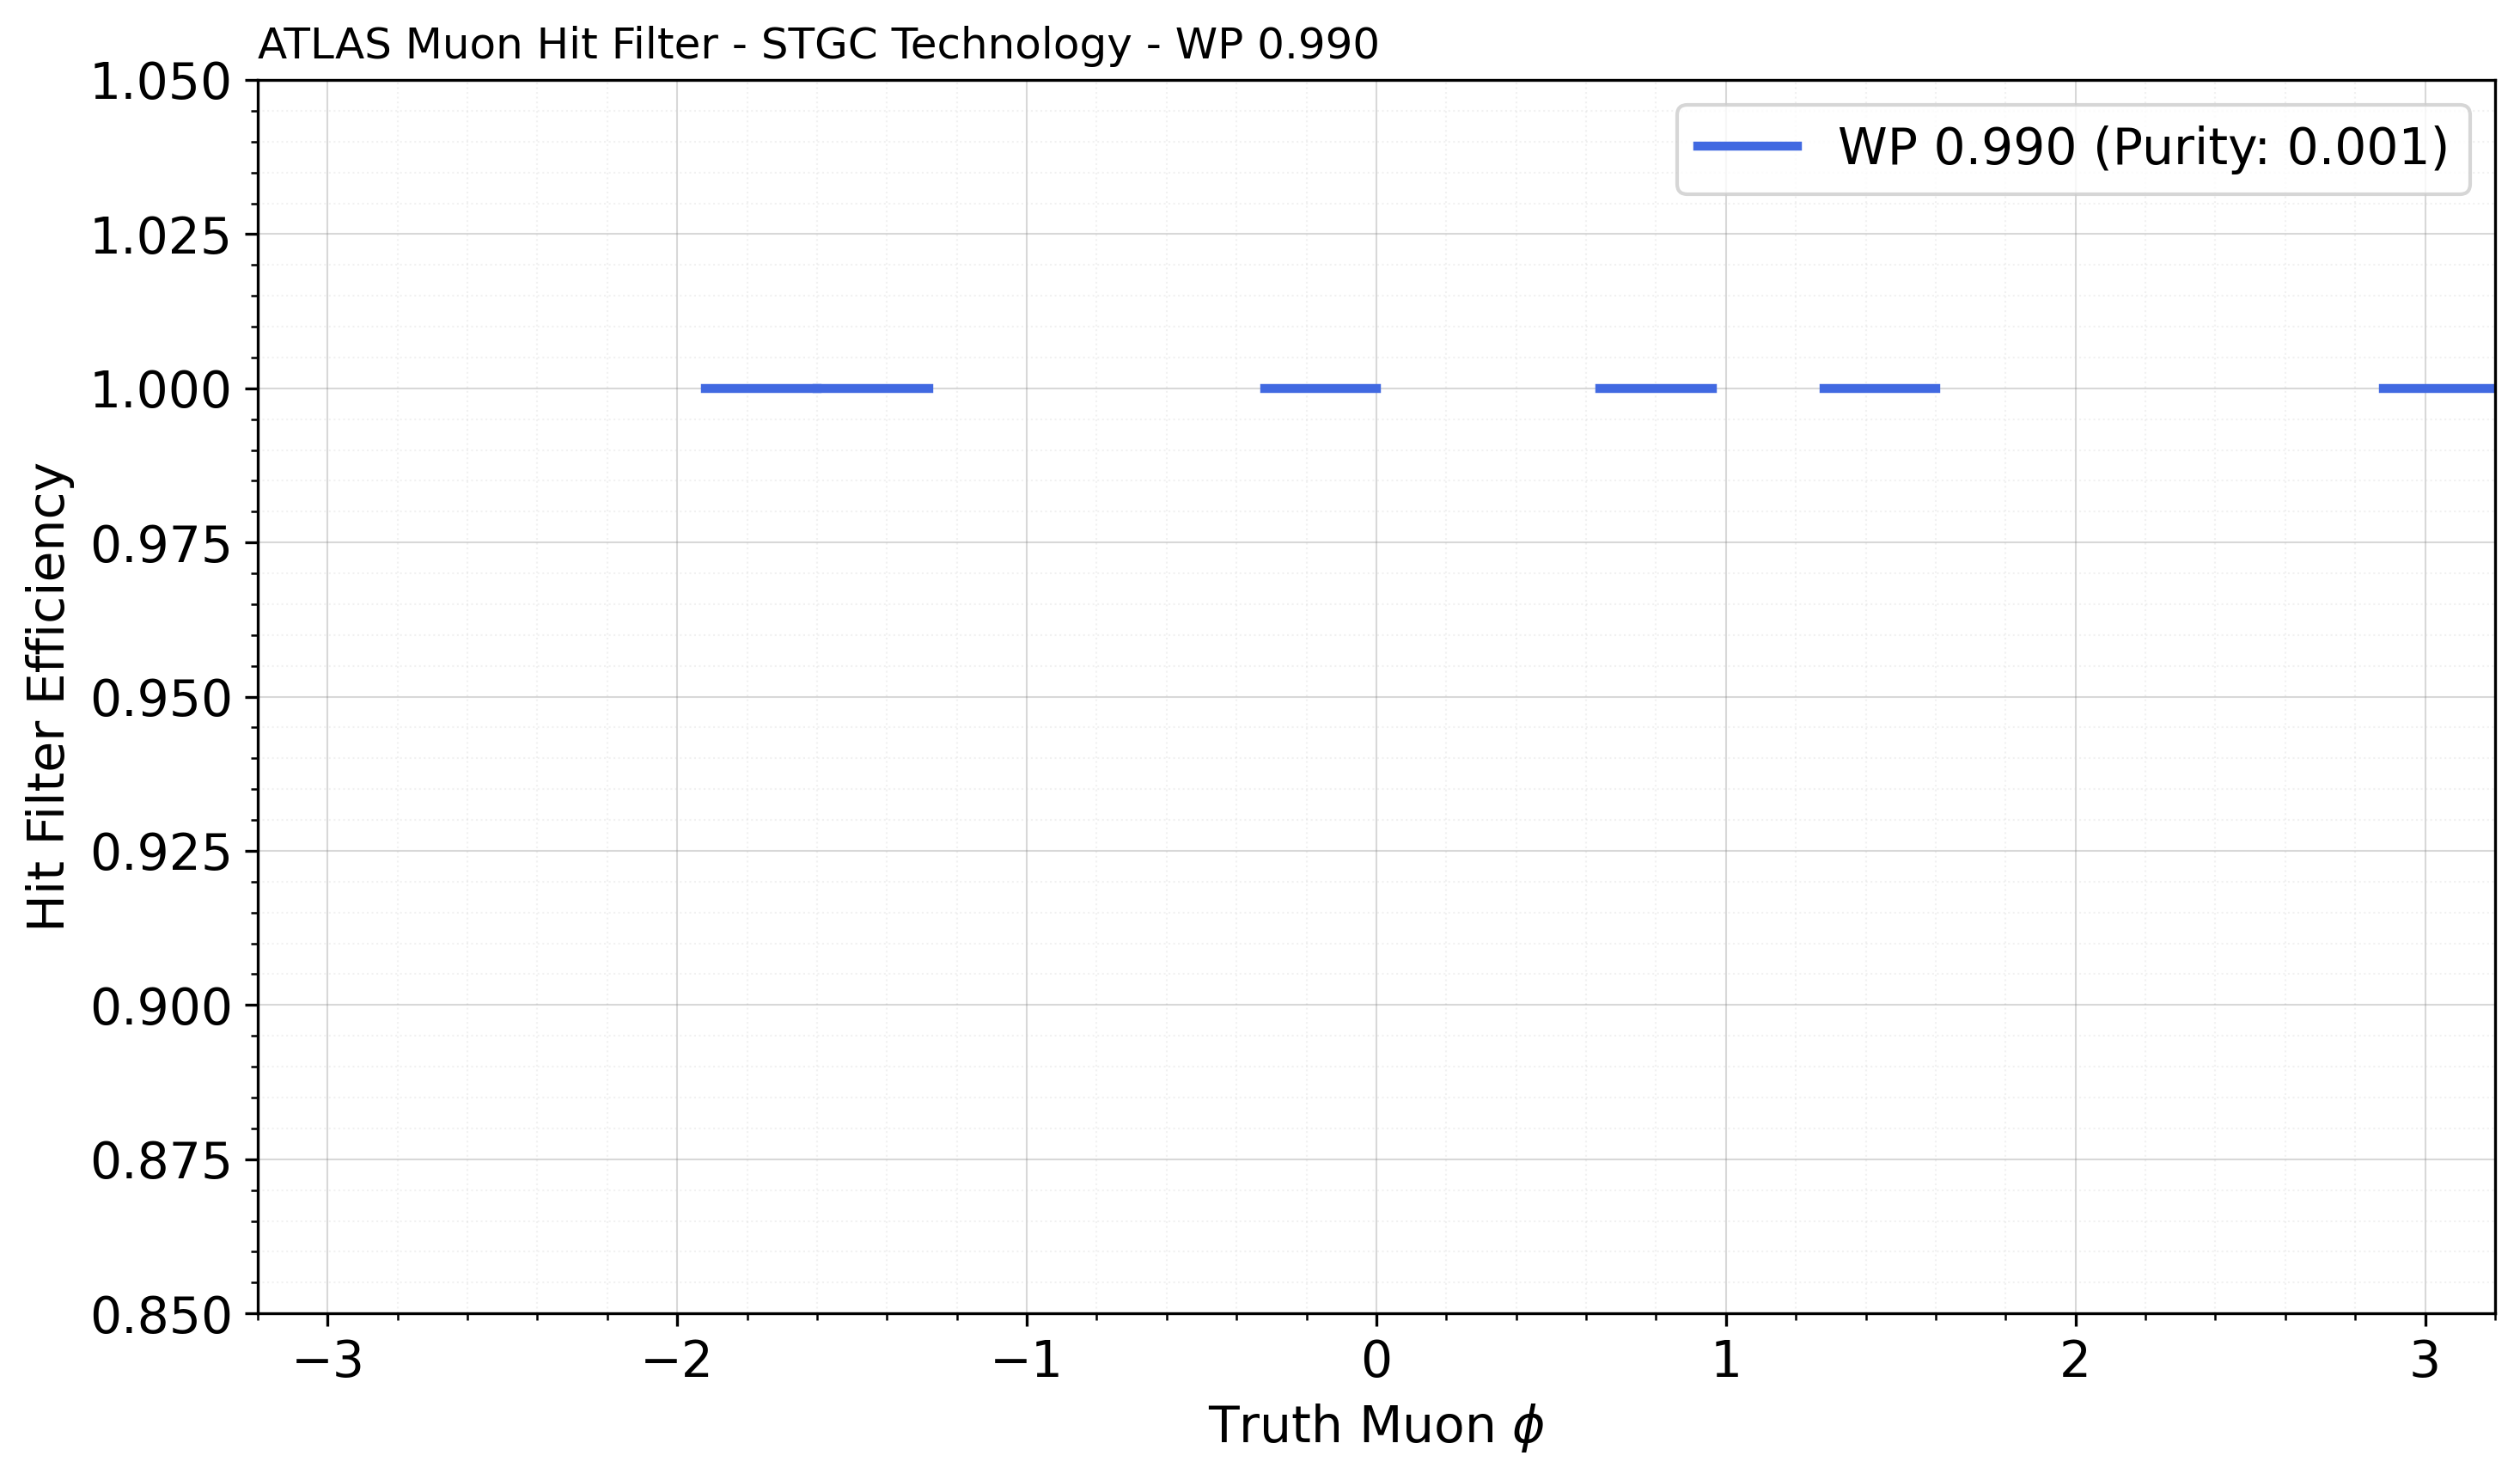 ATLAS Muon Hit Filter - STGC Technology - WP 0.990
WP 0.990 (Purity: 0.001)
Hit Filter Efficiency
1.050
1.025
1.000
0.975
0.950
0.925
0.900
0.875
0.850
−3 −2 −1 0 1 2 3
Truth Muon ϕ